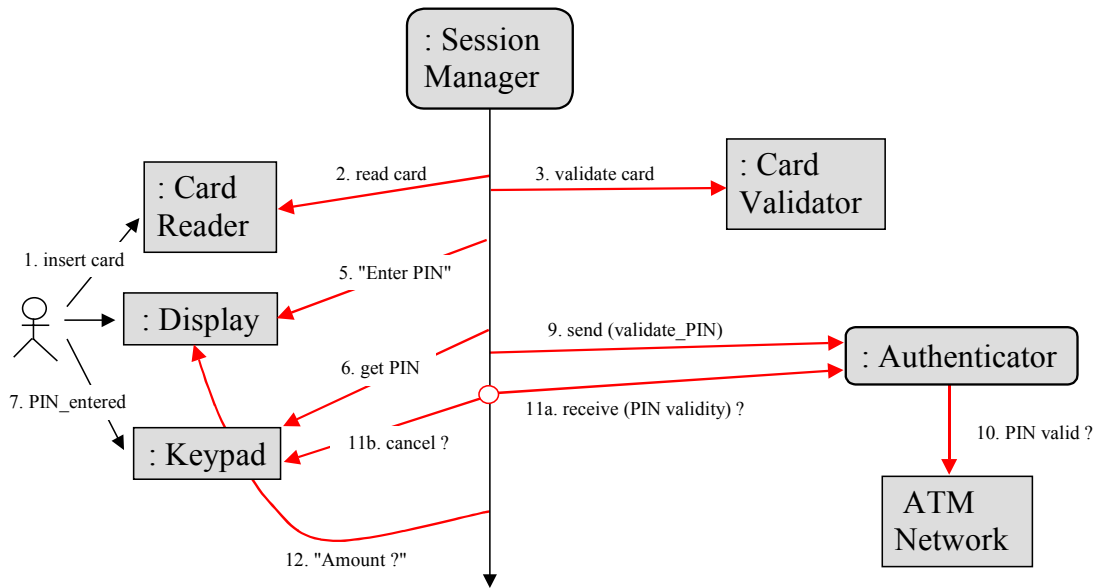 : Session
Manager
2. read card
3. validate card
: Card
Reader
: Card
Validator
1. insert card
5. "Enter PIN"
: Display
9. send (validate_PIN)
: Authenticator
6. get PIN
7. PIN_entered
11a. receive (PIN validity) ?
11b. cancel ?
10. PIN valid ?
: Keypad
ATM
Network
12. "Amount ?"